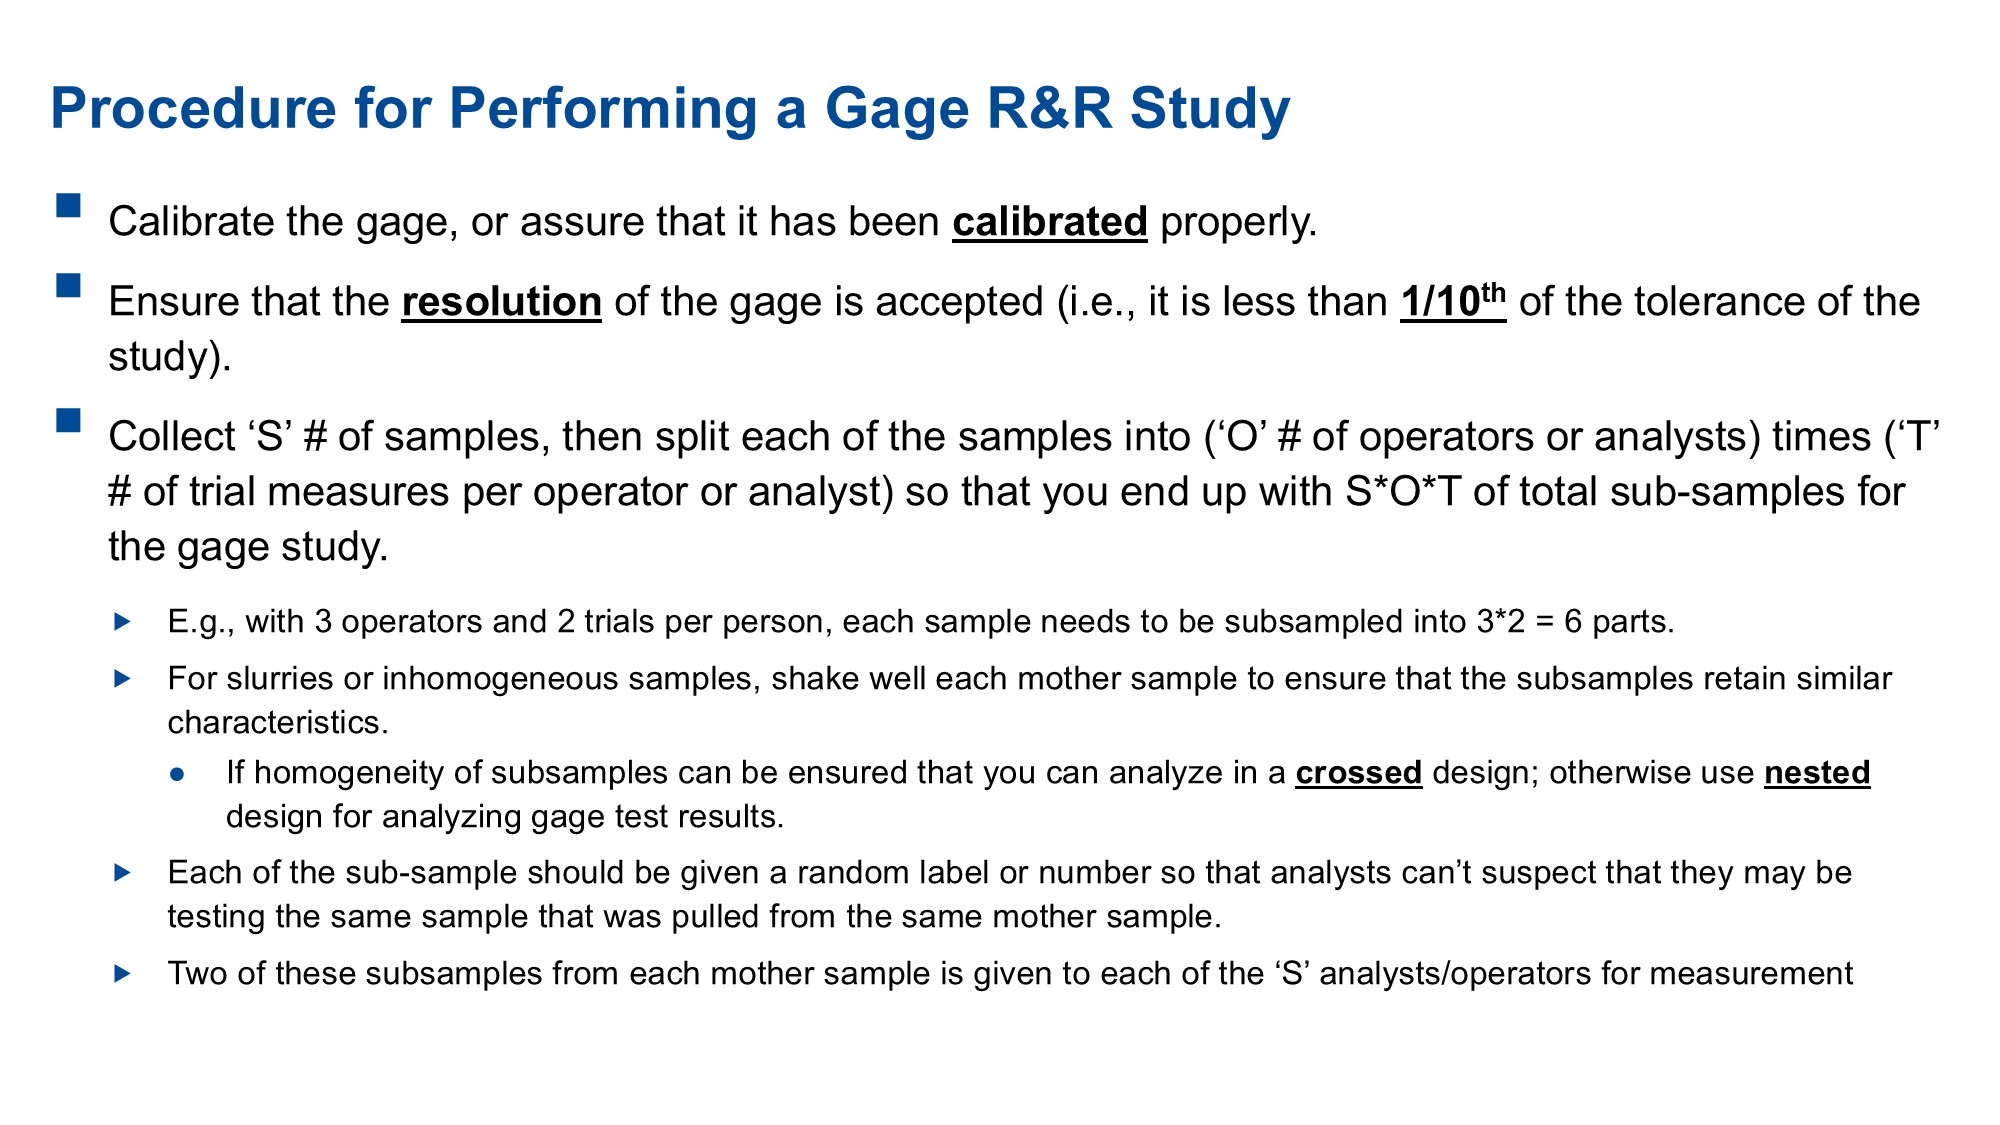 Procedure for Performing a Gage R&R Study
Calibrate the gage, or assure that it has been calibrated properly.
Ensure that the resolution of the gage is accepted (i.e., it is less than 1/10th of the tolerance of the
study).
Collect ‘S’ # of samples, then split each of the samples into (‘O’ # of operators or analysts) times (‘T’
# of trial measures per operator or analyst) so that you end up with S*O*T of total sub-samples for
the gage study.
E.g., with 3 operators and 2 trials per person, each sample needs to be subsampled into 3*2 = 6 parts.
For slurries or inhomogeneous samples, shake well each mother sample to ensure that the subsamples retain similar
characteristics.
If homogeneity of subsamples can be ensured that you can analyze in a crossed design; otherwise use nested
design for analyzing gage test results.
Each of the sub-sample should be given a random label or number so that analysts can’t suspect that they may be
testing the same sample that was pulled from the same mother sample.
Two of these subsamples from each mother sample is given to each of the ‘S’ analysts/operators for measurement